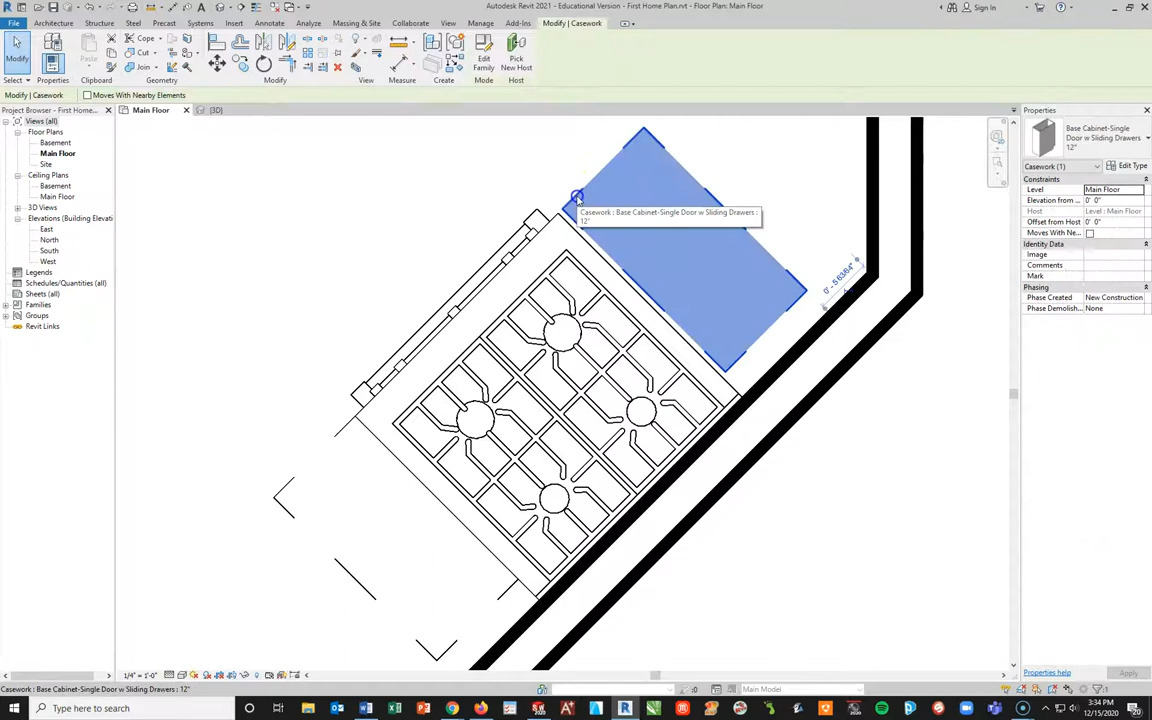 Autodesk Revit 2021 - Educational Version - First Home Plan.rvt - Floor Plan: Main Floor
Sign In
File Architecture Structure Steel Precast Systems Insert Annotate Analyze Massing & Site Collaborate View Manage Add-Ins Modify | Casework
Modify
Paste
Cope
Cut
Join
Edit Family
Pick New Host
Select Properties Clipboard Geometry Modify View Measure Create Mode Host
Modify | Casework Moves With Nearby Elements
Project Browser - First Home...
Main Floor
{3D}
Properties
Views (all)
Floor Plans
Basement
Main Floor
Site
Ceiling Plans
Basement
Main Floor
3D Views
Elevations (Building Elevati
East
North
South
West
Legends
Schedules/Quantities (all)
Sheets (all)
Families
Groups
Revit Links
Casework : Base Cabinet-Single Door w Sliding Drawers :
12"
0' - 5 63/64"
Base Cabinet-Single
Door w Sliding Drawers
12"
Casework (1)
Edit Type
Constraints
Level Main Floor
Elevation from ... 0' 0"
Host Level : Main Floor
Offset from Host 0' 0"
Moves With Ne...
Identity Data
Image
Comments
Mark
Phasing
Phase Created New Construction
Phase Demolish... None
Properties help
Apply
1/4" = 1'-0"
Casework : Base Cabinet-Single Door w Sliding Drawers : 12"
:0
Main Model
:1
Type here to search
3:34 PM
12/15/2020